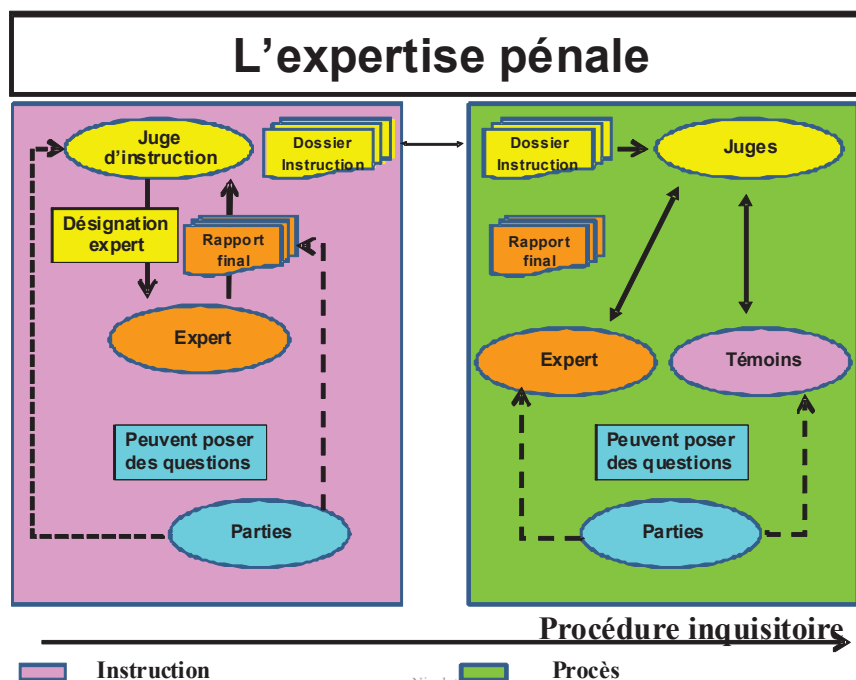 L’expertise pénale
Juge
d’instruction
Dossier
Instruction
Désignation
expert
Rapport
final
Expert
Peuvent poser
des questions
Parties
Dossier
Instruction
Juges
Rapport
final
Expert
Témoins
Peuvent poser
des questions
Parties
Procédure inquisitoire
Instruction
Procès